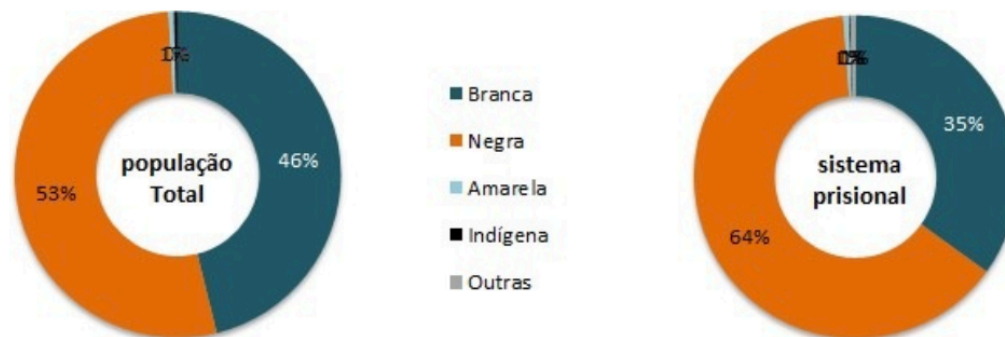 população
Total
46%
53%
Branca
Negra
Amarela
Indígena
Outras
sistema
prisional
35%
64%